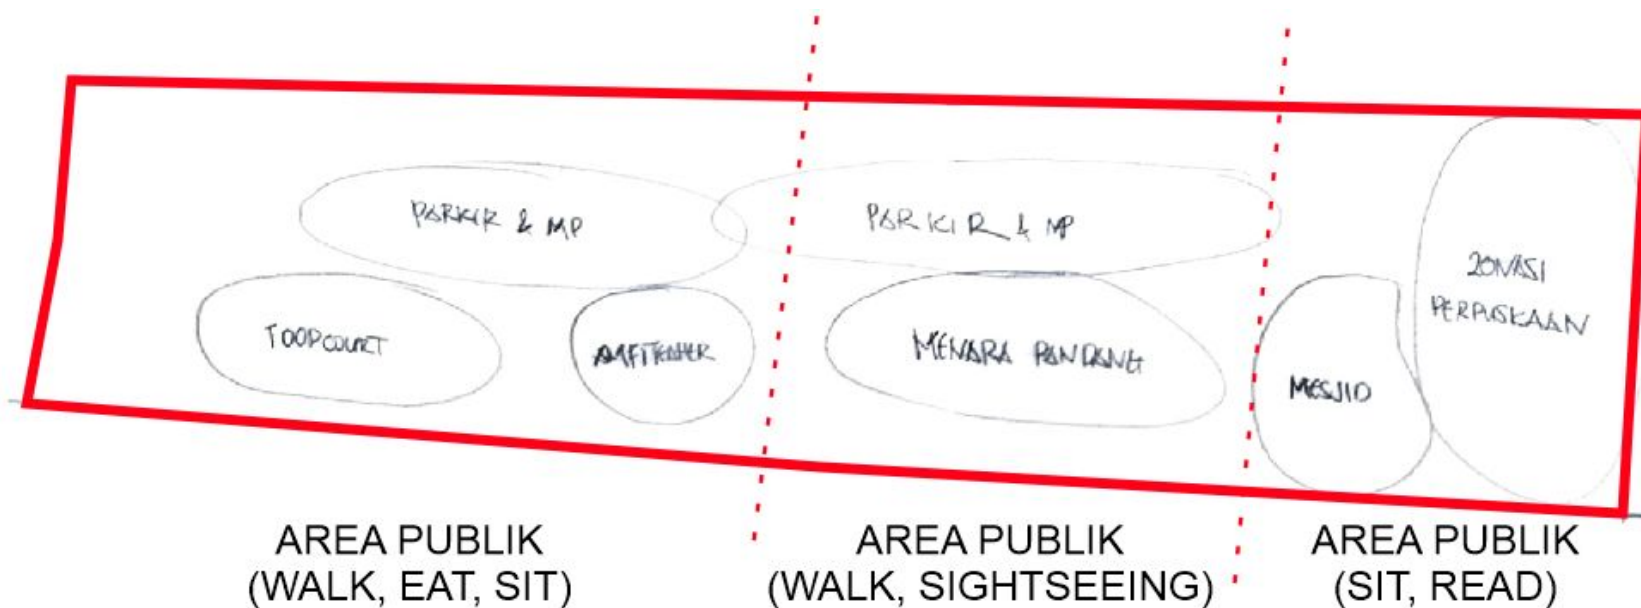 PARKIR & MP
PARKIR & MP
ZONASI
PERPUSKAAN
FOODCOURT
AMFITEATER
MENARA PANDANG
MESJID
AREA PUBLIK
(WALK, EAT, SIT)
AREA PUBLIK
(WALK, SIGHTSEEING)
AREA PUBLIK
(SIT, READ)